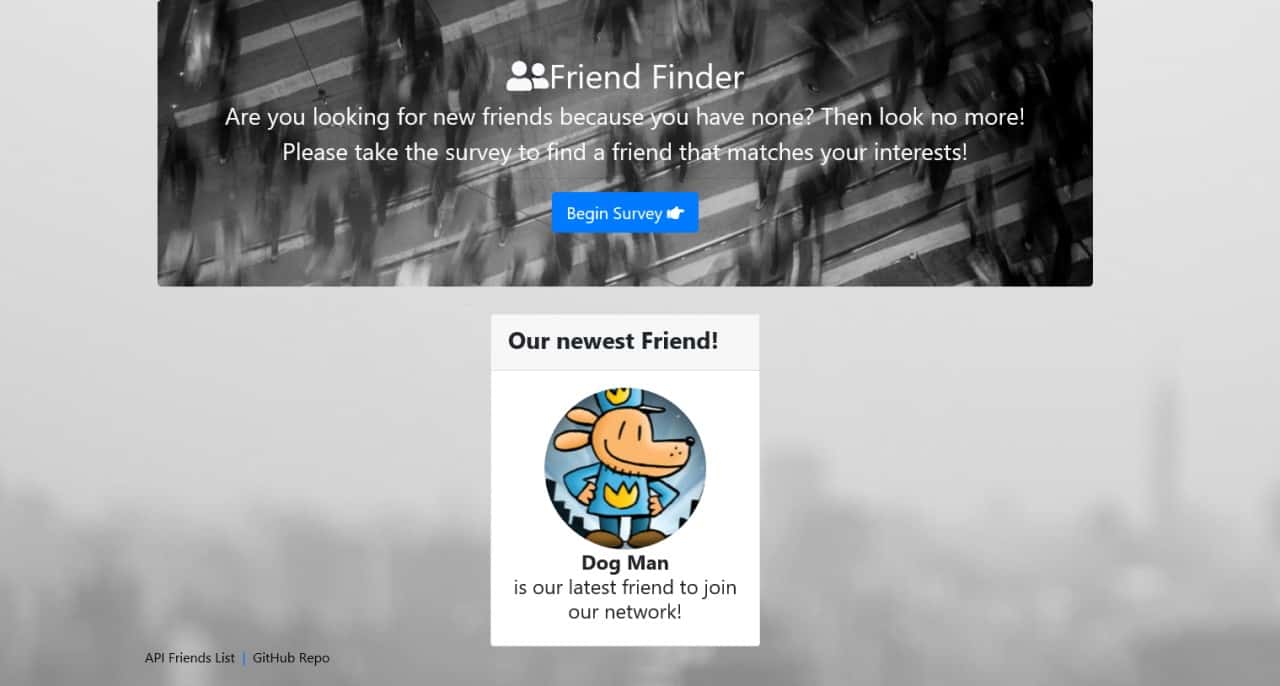 Friend Finder
Are you looking for new friends because you have none? Then look no more!
Please take the survey to find a friend that matches your interests!
Begin Survey
Our newest Friend!
Dog Man
is our latest friend to join
our network!
API Friends List | GitHub Repo